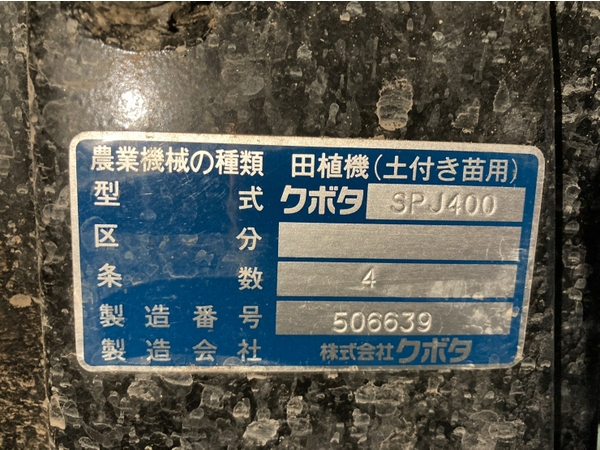 農業機械の種類 田植機(土付き苗用)
型式 クボタ SPJ400
区分
条数 4
製造番号 506639
製造会社 株式会社クボタ